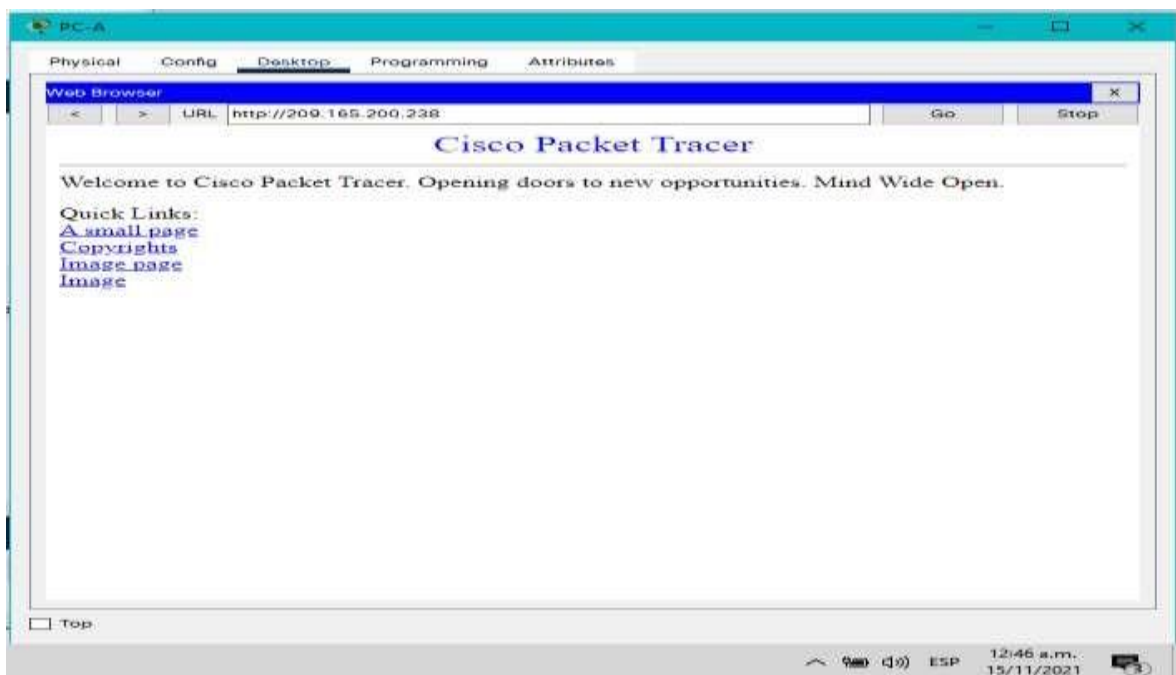 PC-A
Physical Config Desktop Programming Attributes
Web Browser X
< > URL http://209.165.200.238 Go Stop
Cisco Packet Tracer
Welcome to Cisco Packet Tracer. Opening doors to new opportunities. Mind Wide Open.
Quick Links:
A small page
Copyrights
Image page
Image
Top
ESP 12:46 a.m.
15/11/2021 3